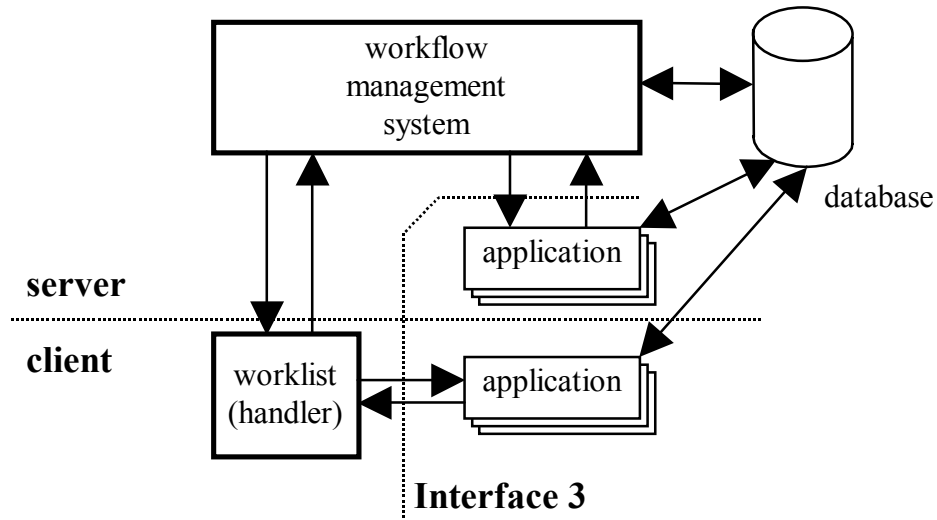 workflow
management
system
database
application
server
client
worklist
(handler)
application
Interface 3